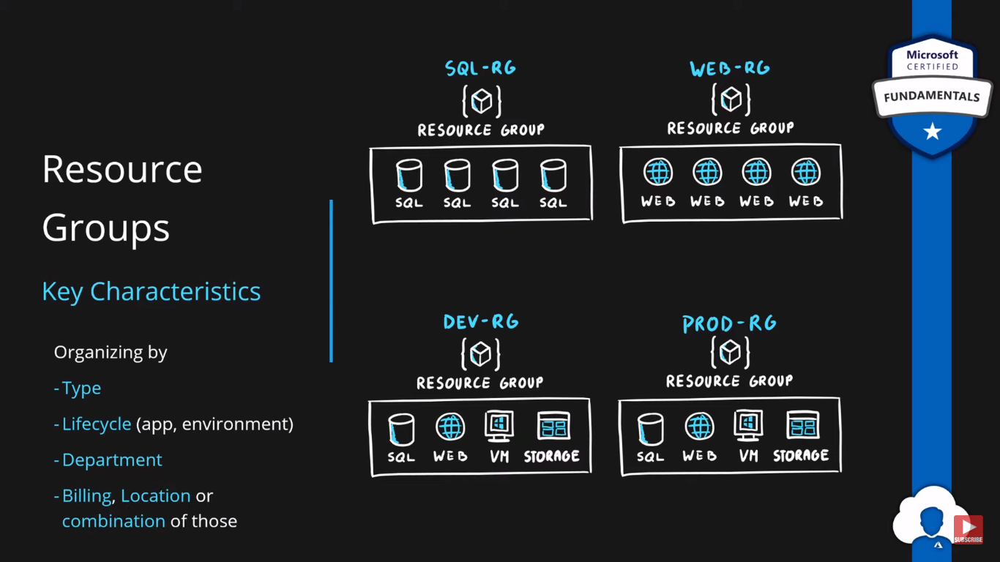 Resource
Groups
Key Characteristics
Organizing by
- Type
- Lifecycle (app, environment)
- Department
- Billing, Location or
combination of those
SQL-RG
RESOURCE GROUP
SQL SQL SQL SQL
WEB-RG
RESOURCE GROUP
WEB WEB WEB WEB
DEV-RG
RESOURCE GROUP
SQL WEB VM STORAGE
PROD-RG
RESOURCE GROUP
SQL WEB VM STORAGE
Microsoft
CERTIFIED
FUNDAMENTALS
SUBSCRIBE